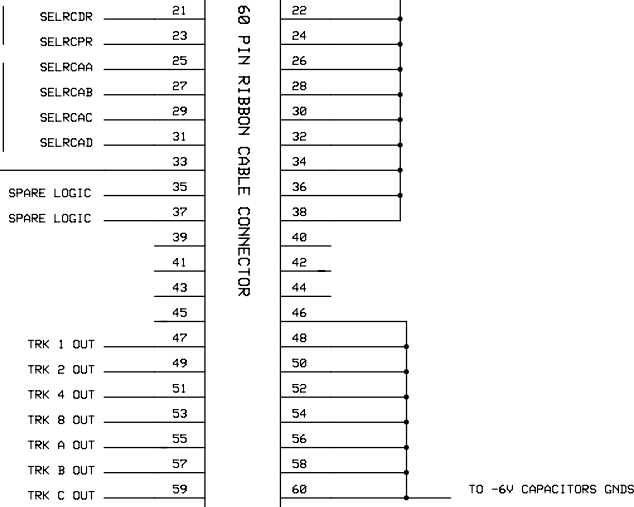 60 PIN RIBBON CABLE CONNECTOR
SELRCDR 21 22
SELRCPR 23 24
SELRCAA 25 26
SELRCAB 27 28
SELRCAC 29 30
SELRCAD 31 32
33 34
SPARE LOGIC 35 36
SPARE LOGIC 37 38
39 40
41 42
43 44
45 46
TRK 1 OUT 47 48
TRK 2 OUT 49 50
TRK 4 OUT 51 52
TRK 8 OUT 53 54
TRK A OUT 55 56
TRK B OUT 57 58
TRK C OUT 59 60 TO -6V CAPACITORS GNDS